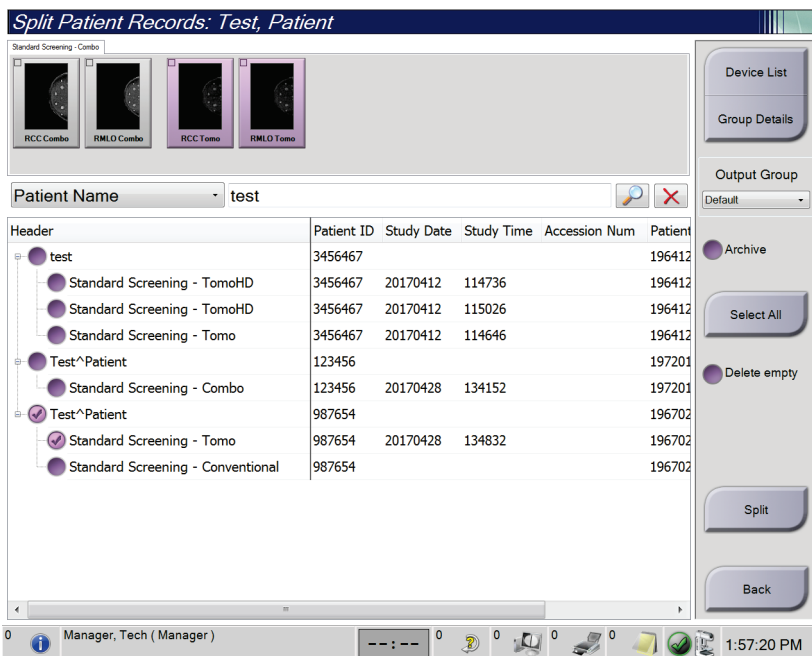 Split Patient Records: Test, Patient
Standard Screening - Combo
RCC Combo RMLO Combo RCC Tomo RMLO Tomo
Device List
Group Details
Output Group
Default
Patient Name test
Header Patient ID Study Date Study Time Accession Num Patient
test 3456467 196412
Standard Screening - TomoHD 3456467 20170412 114736 196412
Standard Screening - TomoHD 3456467 20170412 115026 196412
Standard Screening - Tomo 3456467 20170412 114646 196412
Test^Patient 123456 197201
Standard Screening - Combo 123456 20170428 134152 197201
Test^Patient 987654 196702
Standard Screening - Tomo 987654 20170428 134832 196702
Standard Screening - Conventional 987654 196702
Archive
Select All
Delete empty
Split
Back
0 Manager, Tech ( Manager ) --:-- 0 0 0 0 1:57:20 PM